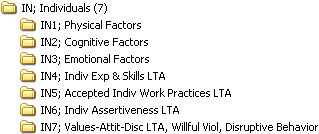 IN; Individuals (7)
IN1; Physical Factors
IN2; Cognitive Factors
IN3; Emotional Factors
IN4; Indiv Exp & Skills LTA
IN5; Accepted Indiv Work Practices LTA
IN6; Indiv Assertiveness LTA
IN7; Values-Attit-Disc LTA, Willful Viol, Disruptive Behavior